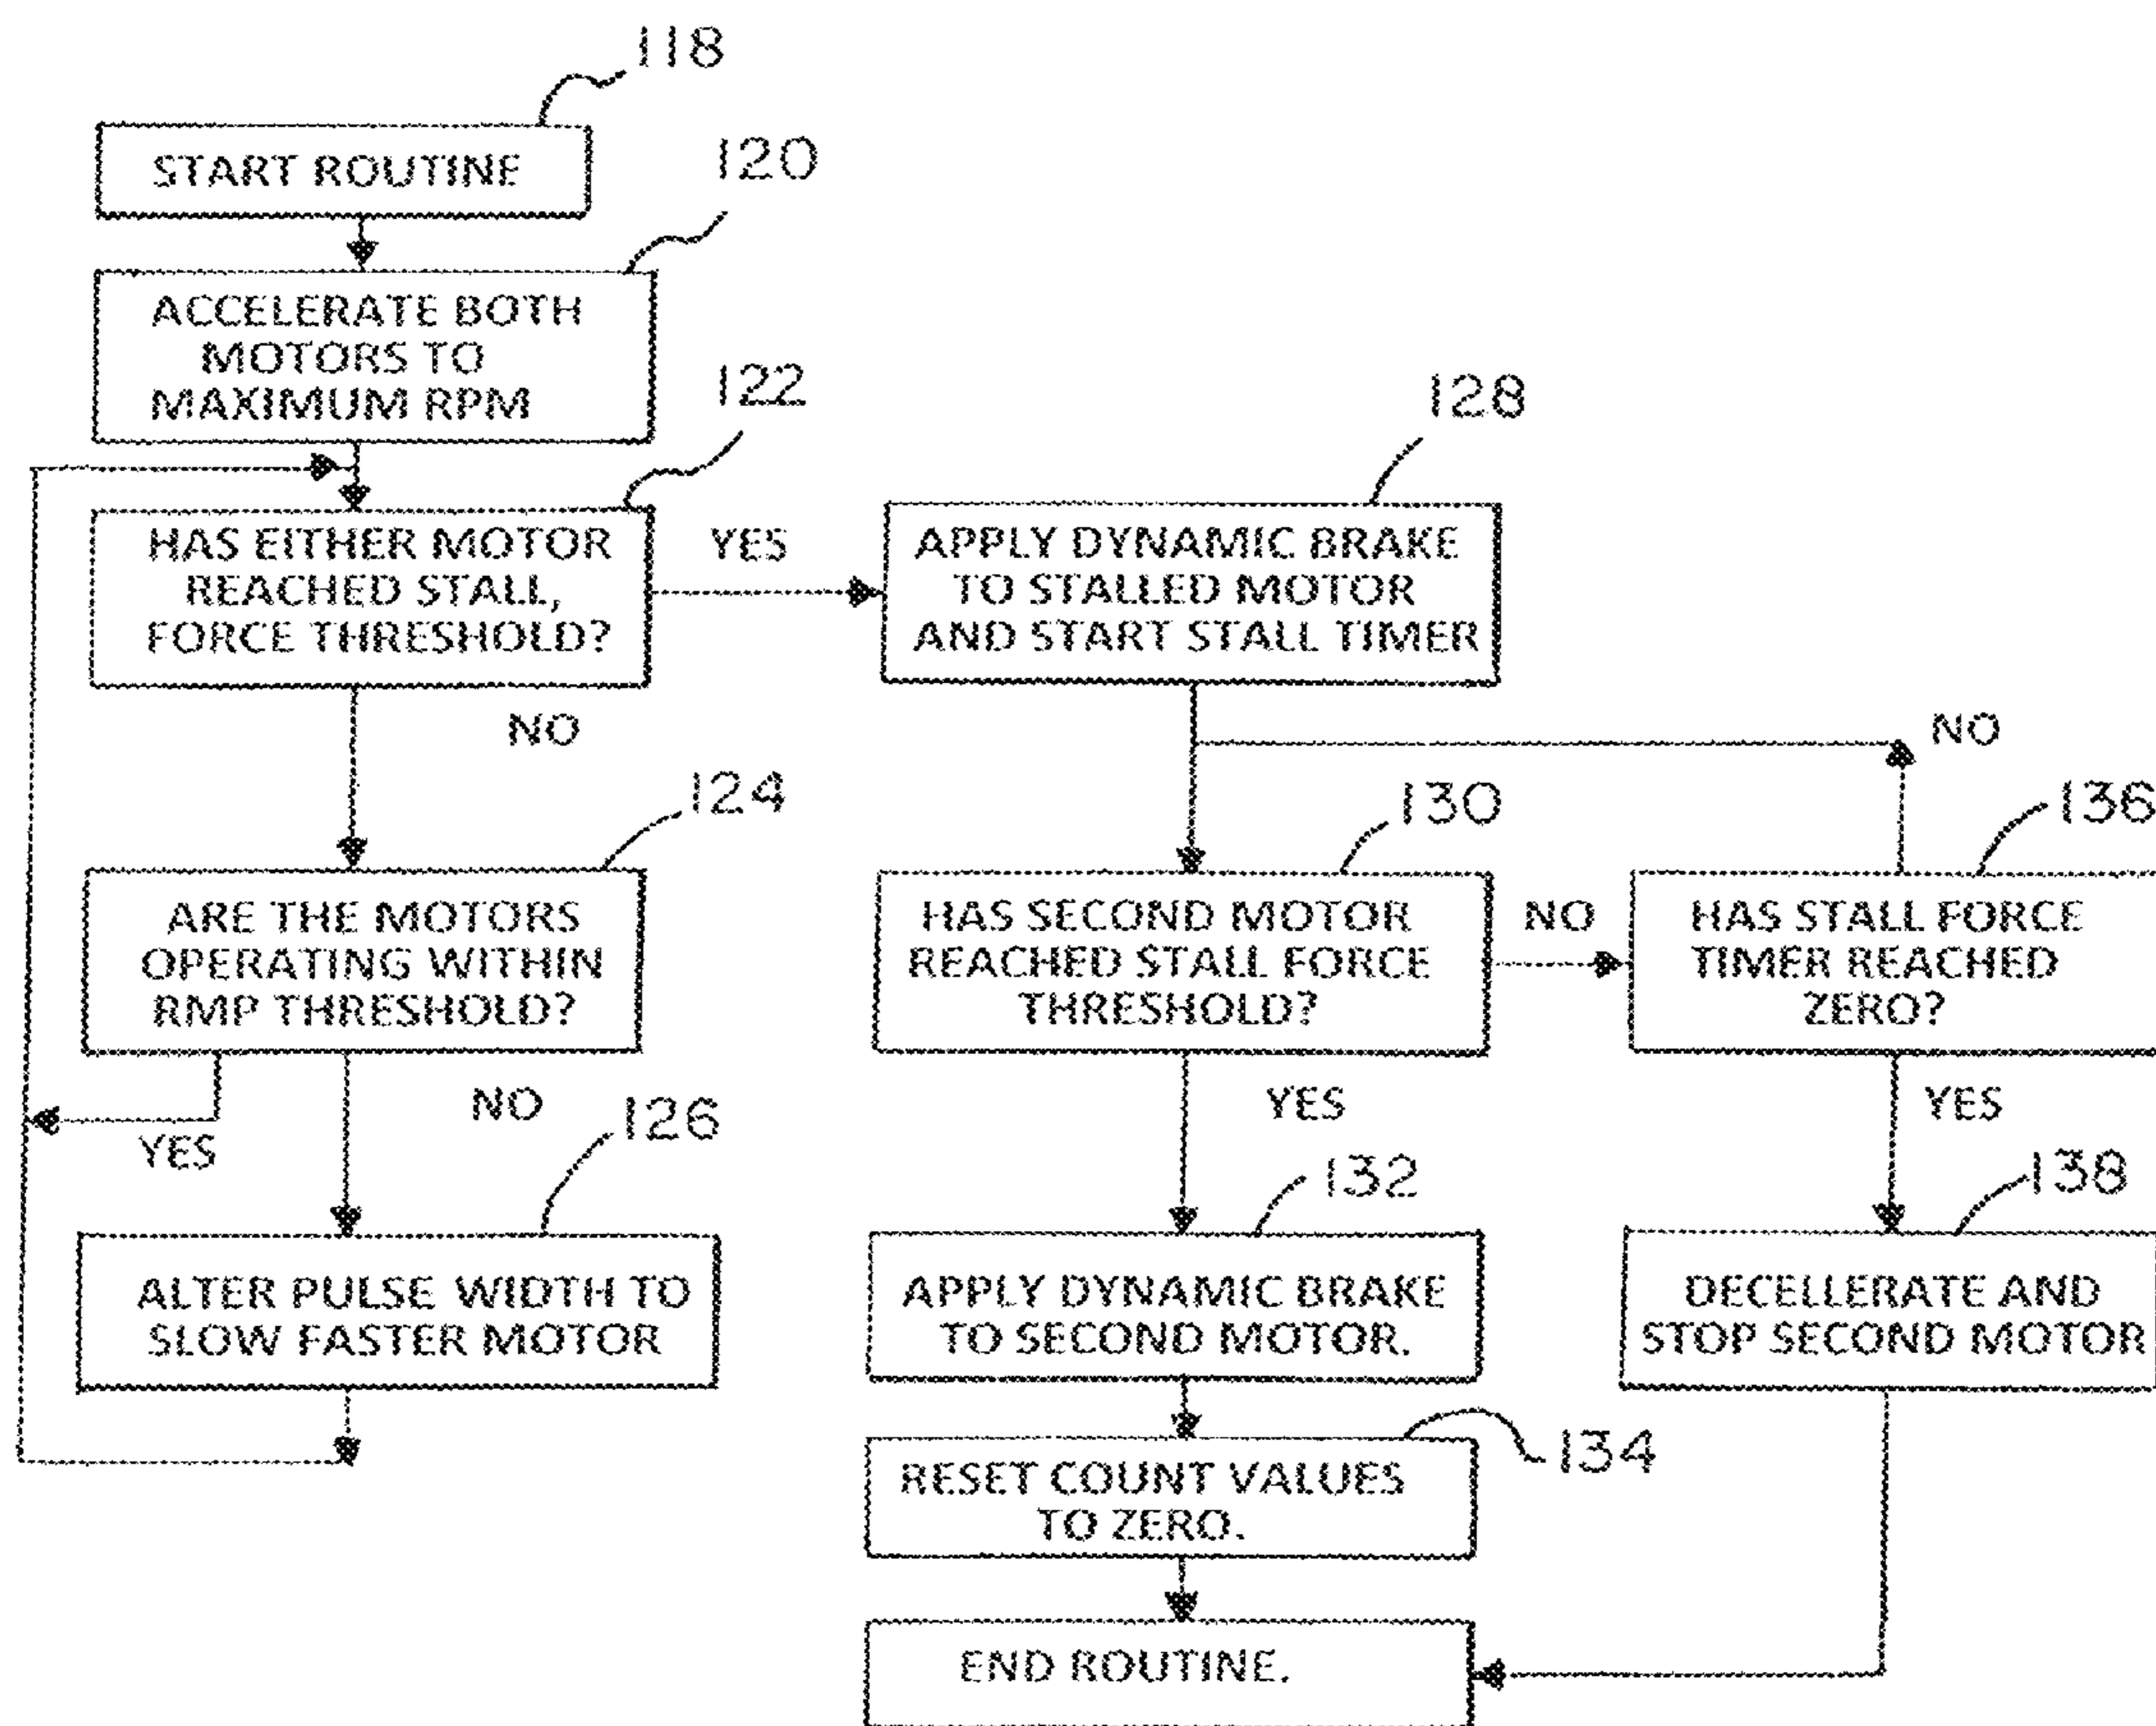 118
START ROUTINE
120
ACCELERATE BOTH
MOTORS TO
MAXIMUM RPM
122
HAS EITHER MOTOR
REACHED STALL,
FORCE THRESHOLD?
YES
128
APPLY DYNAMIC BRAKE
TO STALLED MOTOR
AND START STALL TIMER
NO
NO
124
ARE THE MOTORS
OPERATING WITHIN
RMP THRESHOLD?
130
HAS SECOND MOTOR
REACHED STALL FORCE
THRESHOLD?
NO
136
HAS STALL FORCE
TIMER REACHED
ZERO?
YES
NO
YES
YES
126
ALTER PULSE WIDTH TO
SLOW FASTER MOTOR
132
APPLY DYNAMIC BRAKE
TO SECOND MOTOR.
138
DECELLERATE AND
STOP SECOND MOTOR
134
RESET COUNT VALUES
TO ZERO.
END ROUTINE.